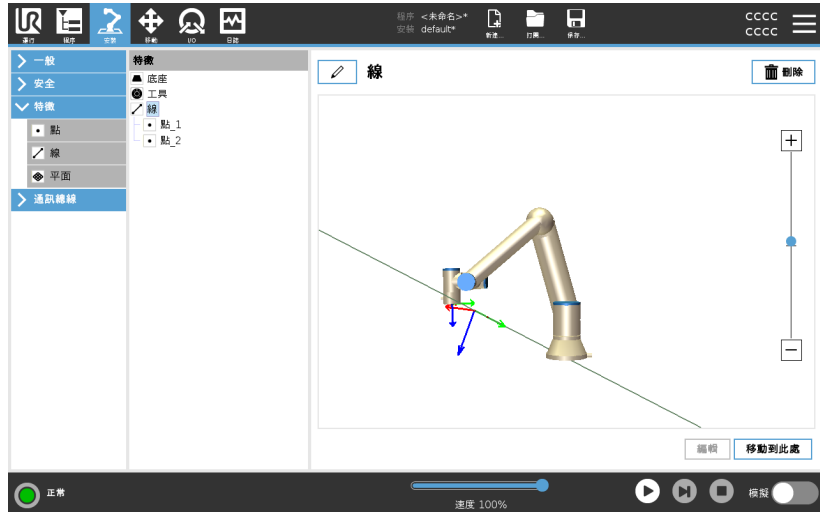 UR
運行 程序 安裝 移動 I/O 日誌
程序 <未命名>*
安裝 default*
新建... 打開... 保存...
cccc
cccc
一般
安全
特徵
點
線
平面
通訊總線
特徵
底座
工具
線
點_1
點_2
線
刪除
編輯 移動到此處
正常
速度 100%
模擬